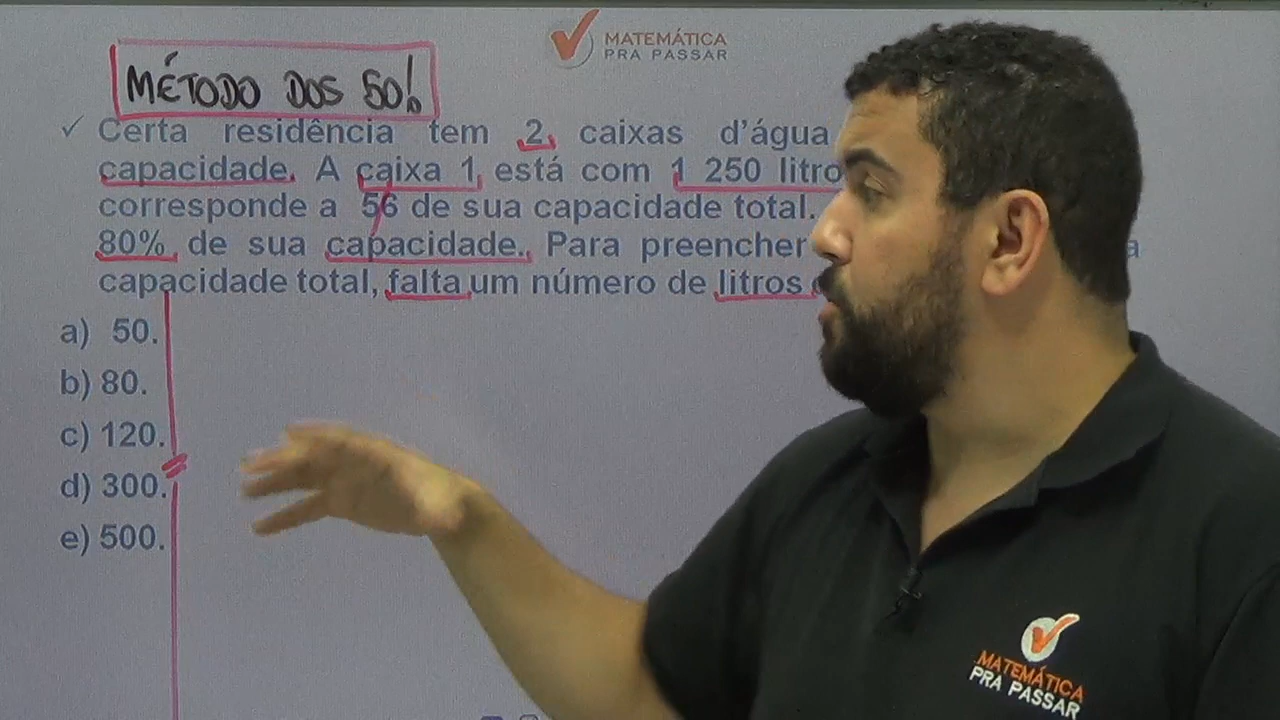 MATEMÁTICA
PRA PASSAR
MÉTODO DOS 50!
✓ Certa residência tem 2 caixas d'água
capacidade. A caixa 1, está com 1 250 litro
corresponde a 5/6 de sua capacidade total.
80% de sua capacidade. Para preencher a
capacidade total, falta um número de litros
a) 50.
b) 80.
c) 120.
d) 300.
e) 500.
MATEMÁTICA
PRA PASSAR